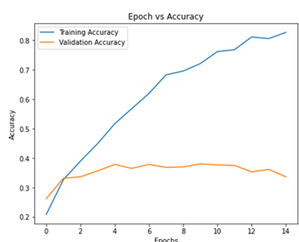 Epoch vs Accuracy
Training Accuracy
Validation Accuracy
Accuracy
0.8
0.7
0.6
0.5
0.4
0.3
0.2
0 2 4 6 8 10 12 14
Epochs